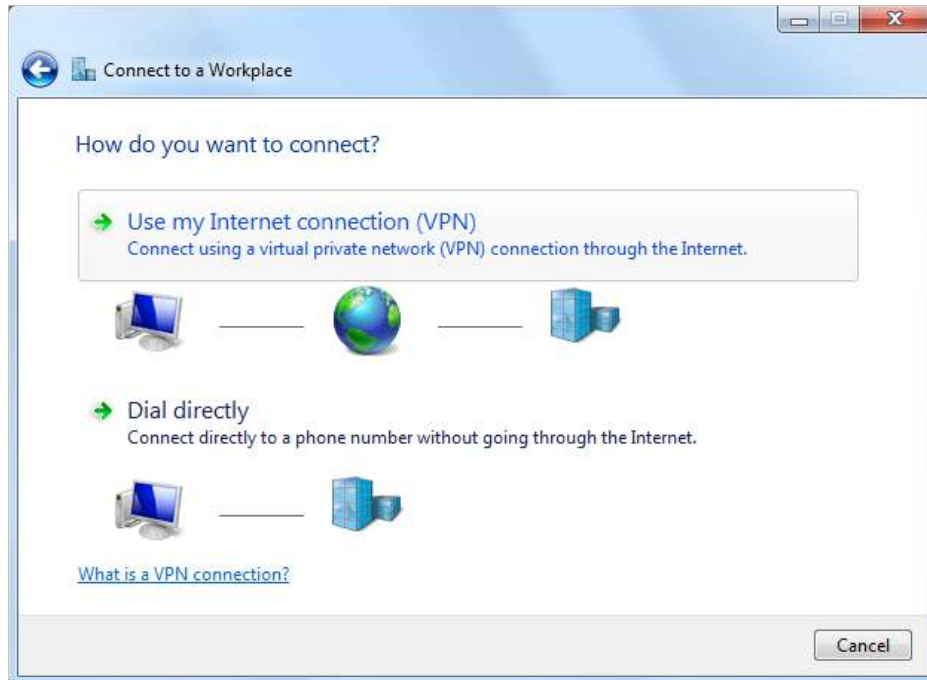 Connect to a Workplace
How do you want to connect?
Use my Internet connection (VPN)
Connect using a virtual private network (VPN) connection through the Internet.
Dial directly
Connect directly to a phone number without going through the Internet.
What is a VPN connection?
Cancel